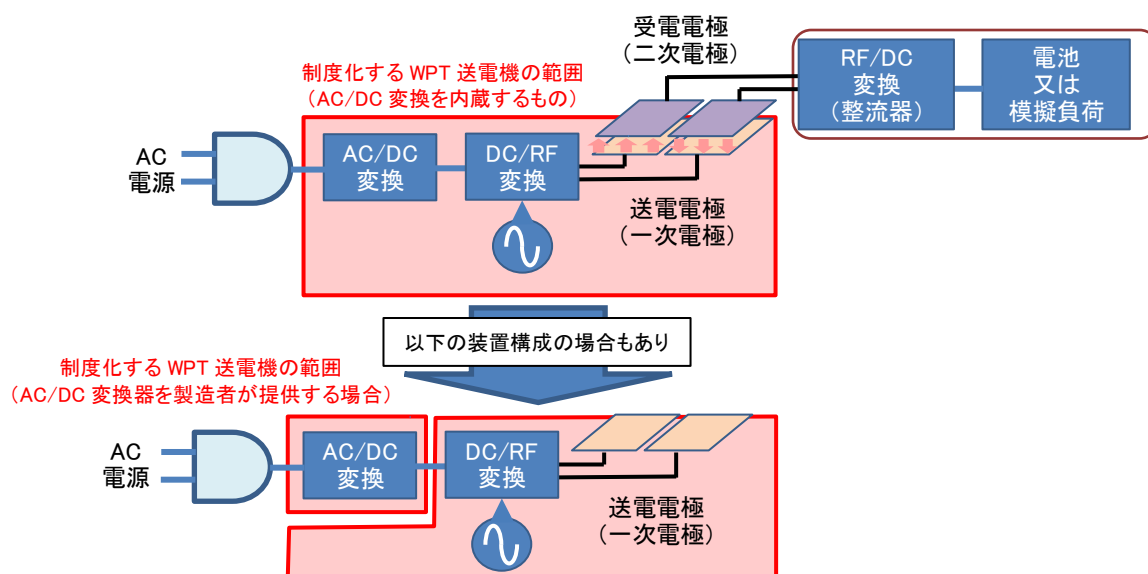 受電電極
（二次電極）
RF/DC
変換
（整流器）
電池
又は
模擬負荷
制度化する WPT 送電機の範囲
（AC/DC 変換を内蔵するもの）
AC
電源
AC/DC
変換
DC/RF
変換
送電電極
（一次電極）
以下の装置構成の場合もあり
制度化する WPT 送電機の範囲
（AC/DC 変換器を製造者が提供する場合）
AC
電源
AC/DC
変換
DC/RF
変換
送電電極
（一次電極）